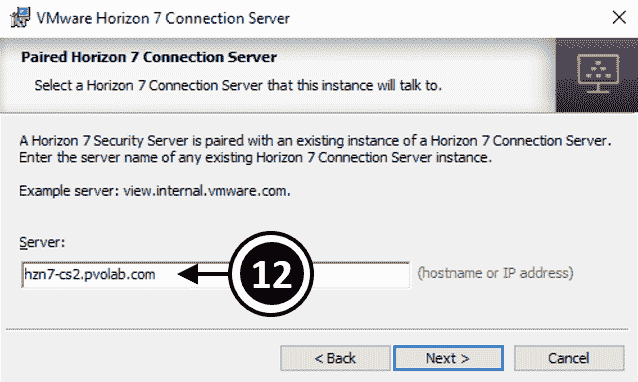 VMware Horizon 7 Connection Server
Paired Horizon 7 Connection Server
Select a Horizon 7 Connection Server that this instance will talk to.
A Horizon 7 Security Server is paired with an existing instance of a Horizon 7 Connection Server.
Enter the server name of any existing Horizon 7 Connection Server instance.
Example server: view.internal.vmware.com.
Server:
hzn7-cs2.pvolab.com 12 (hostname or IP address)
< Back Next > Cancel